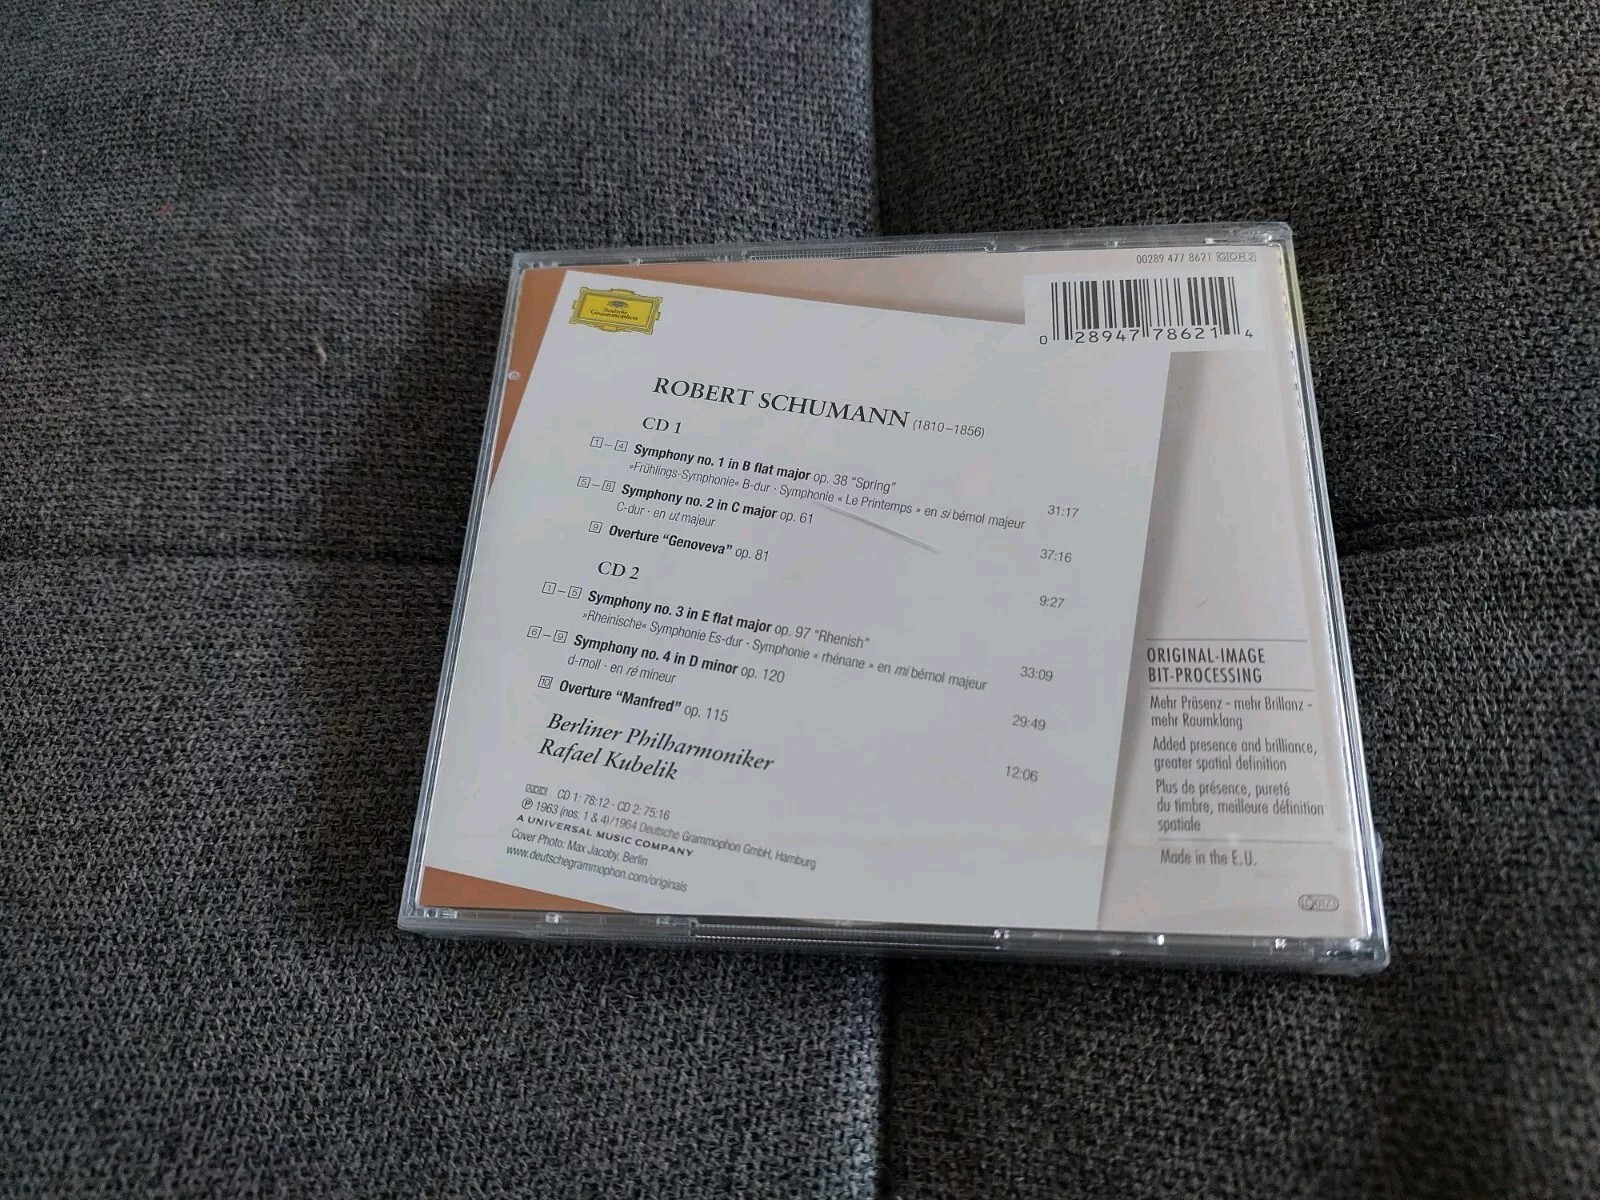 00289 477 8621 GOR2
0 28947 78621 4
Deutsche
Grammophon
ROBERT SCHUMANN (1810–1856)
CD 1
1–4 Symphony no. 1 in B flat major op. 38 "Spring" 31:17
»Frühlings-Symphonie« B-dur · Symphonie « Le Printemps » en si bémol majeur
5–8 Symphony no. 2 in C major op. 61 37:16
C-dur · en ut majeur
9 Overture “Genoveva” op. 81 9:27
CD 2
1–5 Symphony no. 3 in E flat major op. 97 "Rhenish" 33:09
»Rheinische« Symphonie Es-dur · Symphonie « rhénane » en mi bémol majeur
6–9 Symphony no. 4 in D minor op. 120 29:49
d-moll · en ré mineur
10 Overture “Manfred” op. 115 12:06
Berliner Philharmoniker
Rafael Kubelik
CD 1: 78:12 · CD 2: 75:16
℗ 1963 (nos. 1 & 4)/1964 Deutsche Grammophon GmbH, Hamburg
A UNIVERSAL MUSIC COMPANY
Cover Photo: Max Jacoby, Berlin
www.deutschegrammophon.com/originals
ORIGINAL-IMAGE
BIT-PROCESSING
Mehr Präsenz - mehr Brillanz -
mehr Raumklang
Added presence and brilliance,
greater spatial definition
Plus de présence, pureté
du timbre, meilleure définition
spatiale
Made in the E.U.